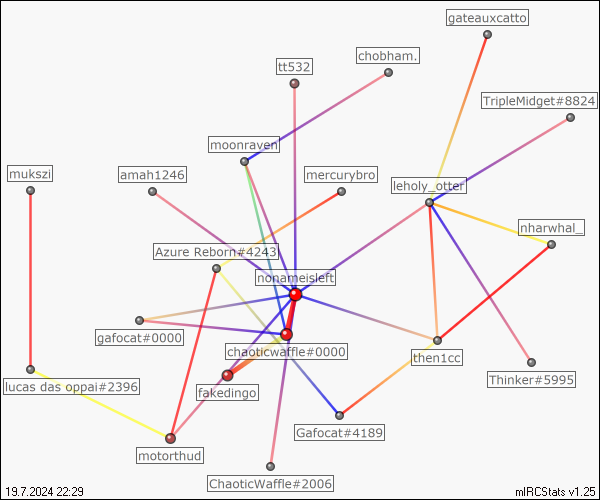 gateauxcatto
chobham.
tt532
TripleMidget#8824
moonraven
mukszi
amah1246
mercurybro
leholy_otter
nharwhal_
Azure Reborn#4243
nonameisleft
gafocat#0000
chaoticwaffle#0000
then1cc
lucas das oppai#2396
fakedingo
Thinker#5995
Gafocat#4189
motorthud
ChaoticWaffle#2006
19.7.2024 22:29
mIRCStats v1.25